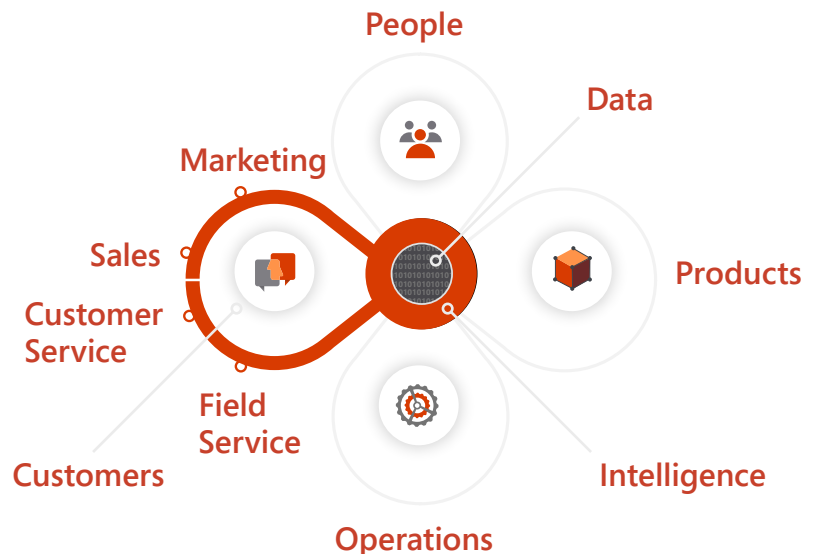 People
Data
Marketing
Sales
Products
Customer
Service
Field
Service
Customers
Intelligence
Operations